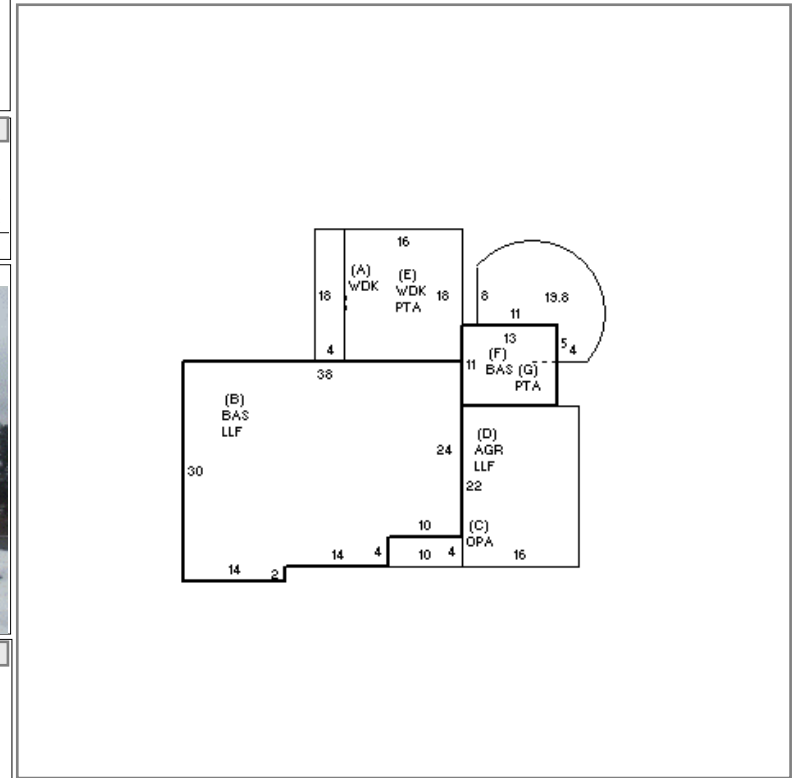 16
(A)
WDK
(E)
WDK
PTA
18
18
8
19.8
11
4
13
5
4
(F)
BAS
(G)
PTA
11
38
(B)
BAS
LLF
(D)
AGR
LLF
24
30
22
10
(C)
OPA
14
4
10
4
16
14
2